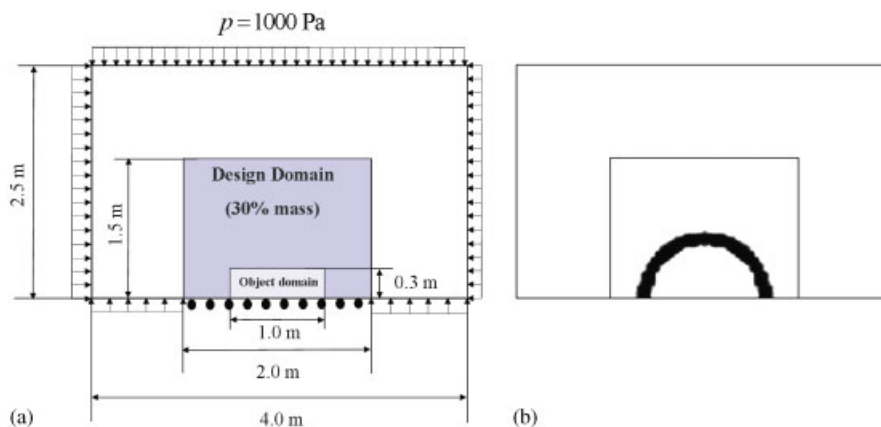 p = 1000 Pa
2.5 m
1.5 m
Design Domain
(30% mass)
Object domain
0.3 m
1.0 m
2.0 m
4.0 m
(a)
(b)